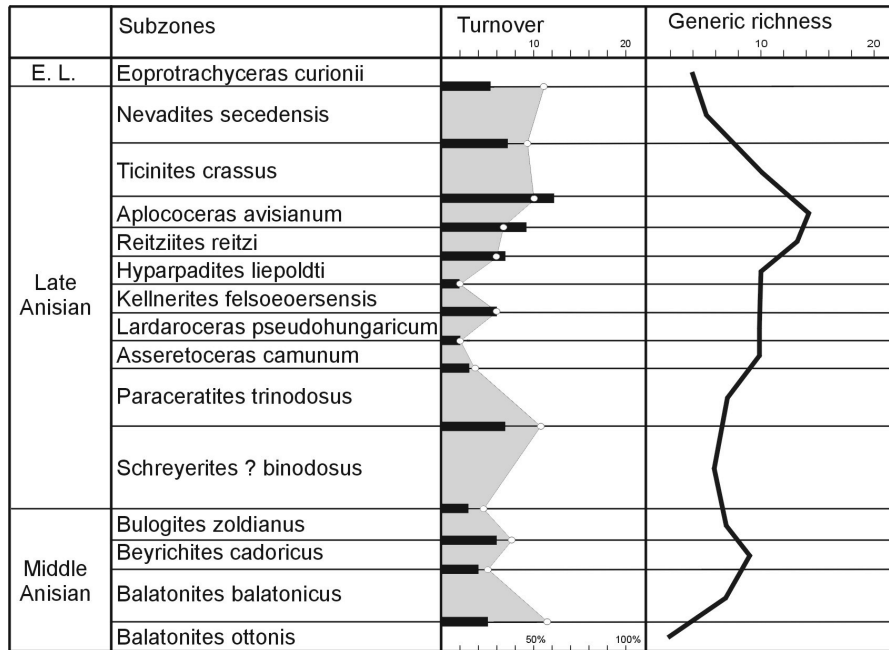 Subzones Turnover Generic richness
10 20 10 20
E. L. Eoprotrachyceras curionii
Nevadites secedensis
Ticinites crassus
Aplococeras avisianum
Reitziites reitzi
Late
Anisian
Hyparpadites liepoldti
Kellnerites felsoeoersensis
Lardaroceras pseudohungaricum
Asseretoceras camunum
Paraceratites trinodosus
Schreyerites ? binodosus
Bulogites zoldianus
Beyrichites cadoricus
Middle
Anisian
Balatonites balatonicus
Balatonites ottonis
50% 100%